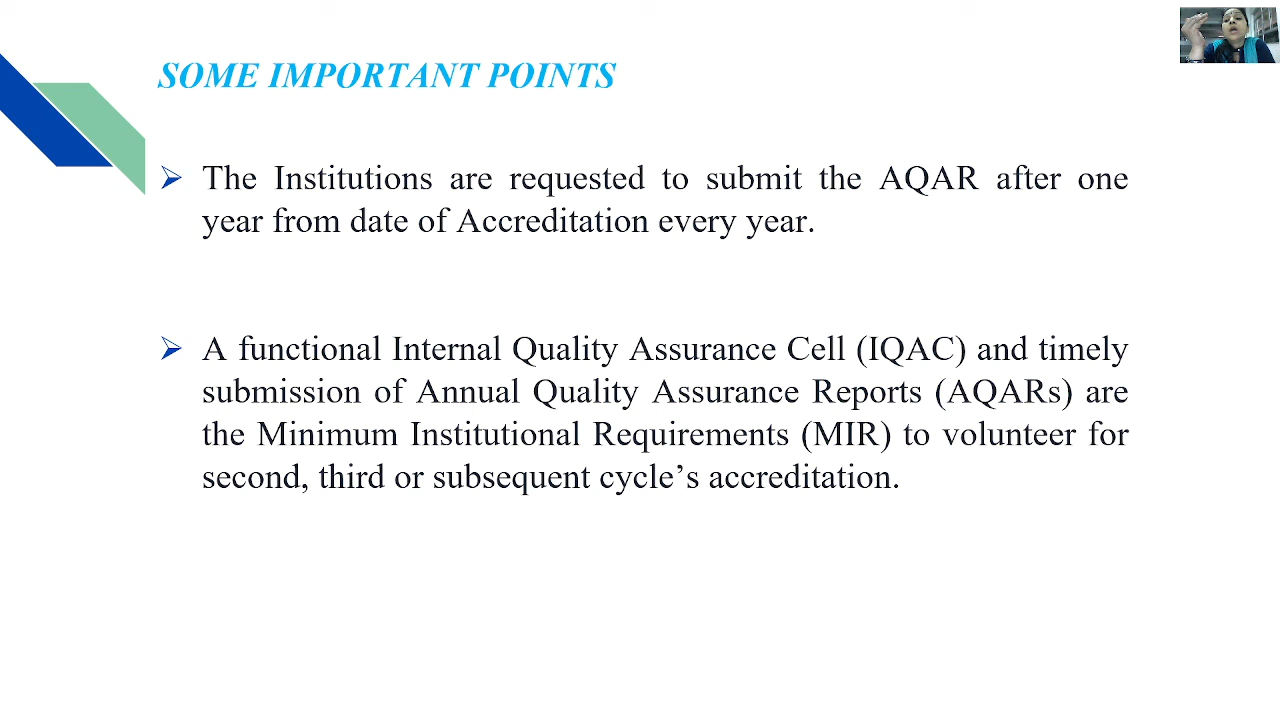 SOME IMPORTANT POINTS
The Institutions are requested to submit the AQAR after one
year from date of Accreditation every year.
A functional Internal Quality Assurance Cell (IQAC) and timely
submission of Annual Quality Assurance Reports (AQARs) are
the Minimum Institutional Requirements (MIR) to volunteer for
second, third or subsequent cycle’s accreditation.